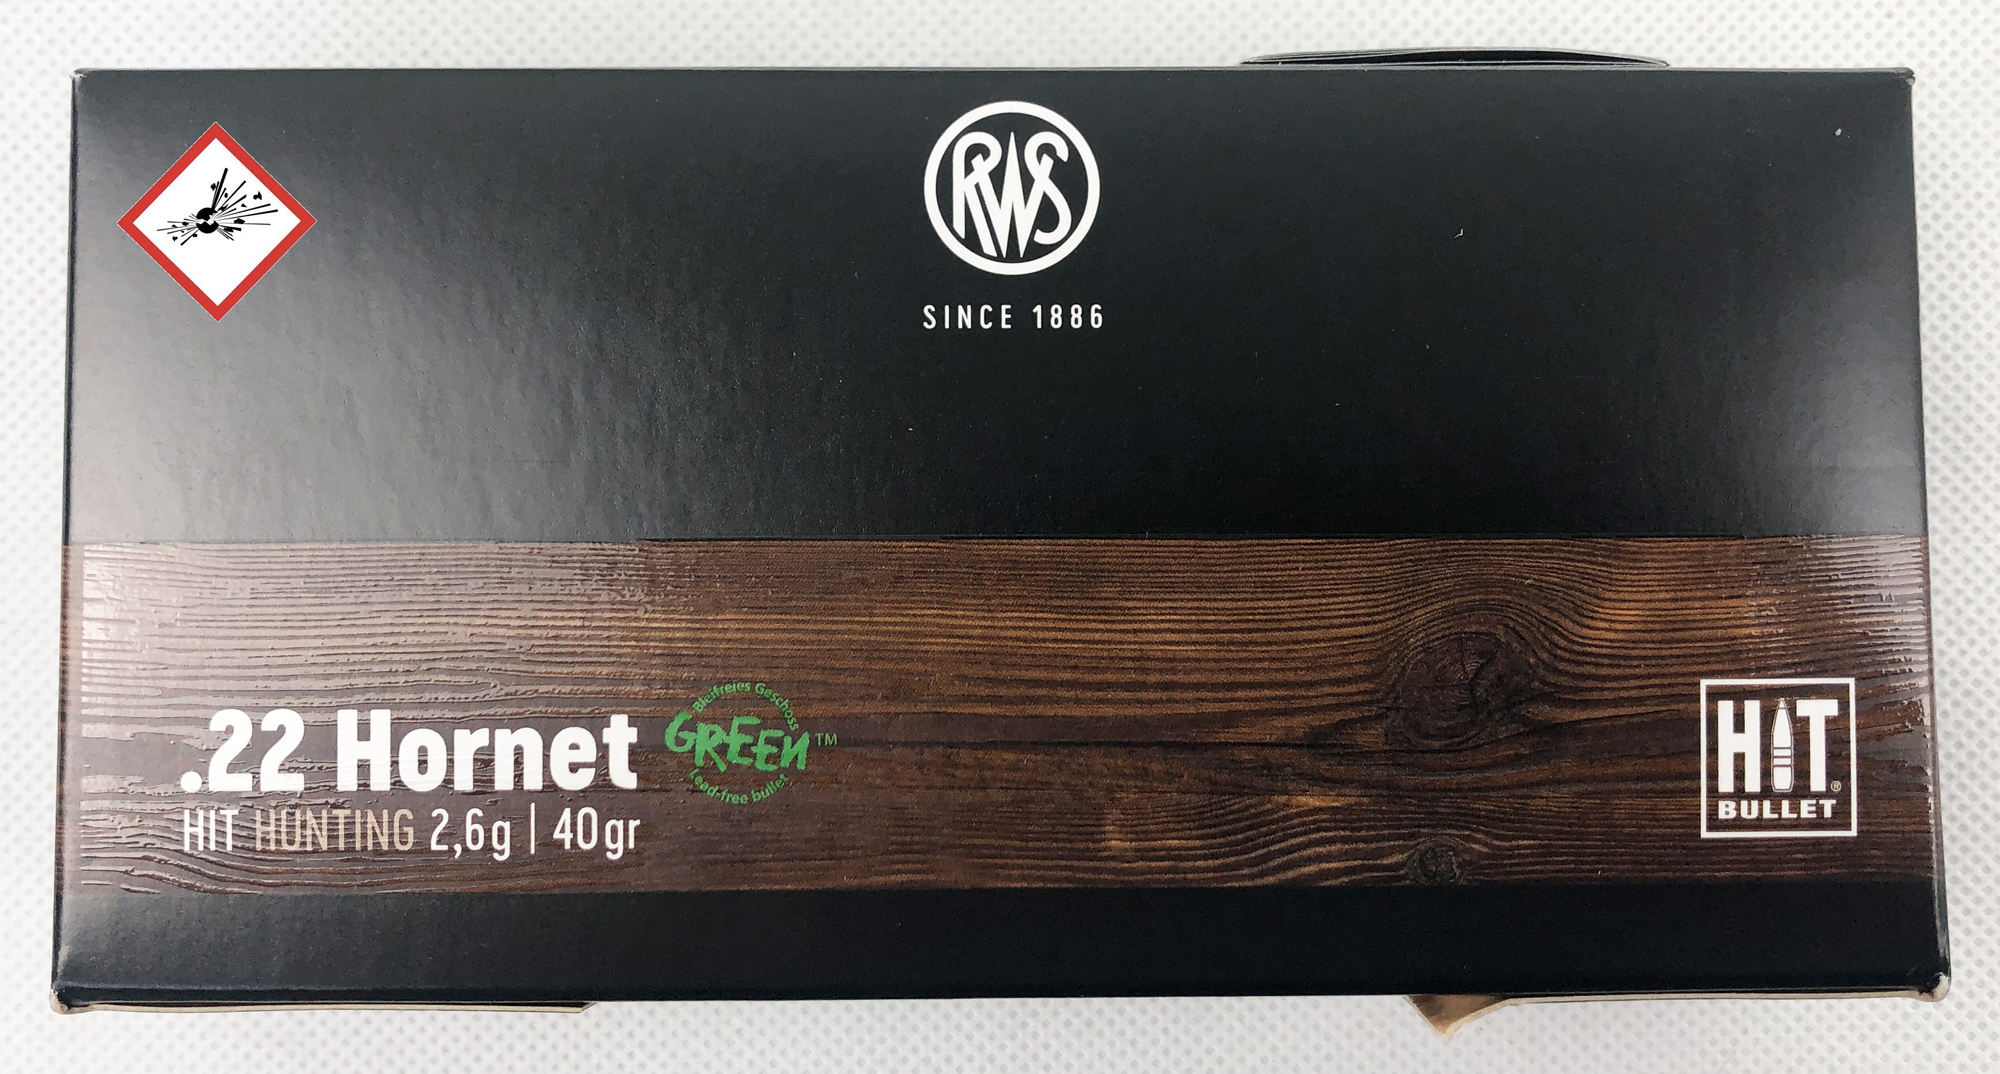 RWS
SINCE 1886
.22 Hornet
HIT HUNTING 2,6g | 40gr
Bleifreies Geschoss
GREEN™
Lead-free bullet
HIT®
BULLET